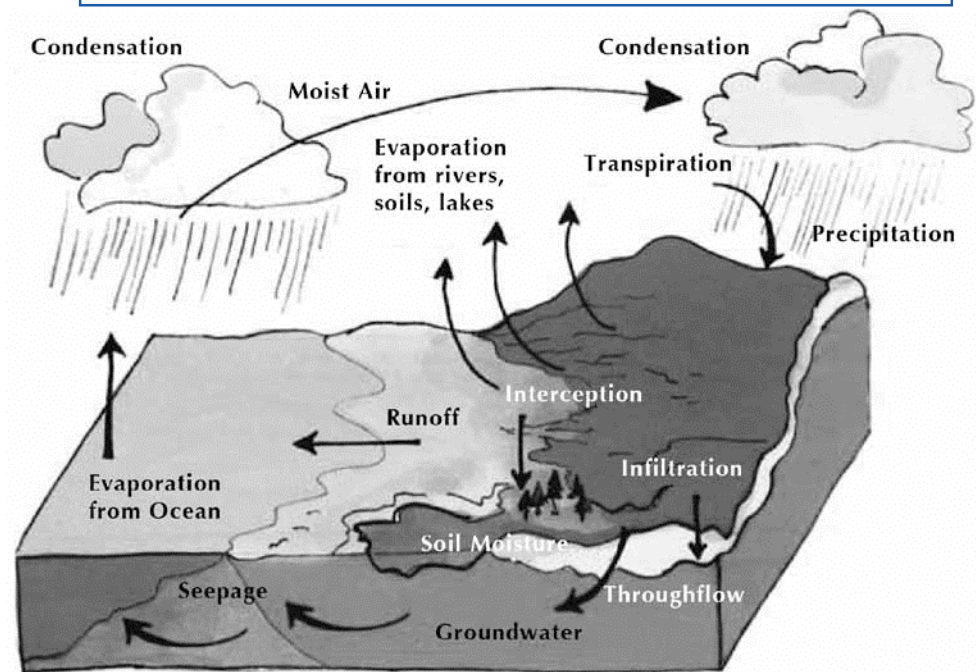 Condensation
Condensation
Moist Air
Evaporation
from rivers,
soils, lakes
Transpiration
Precipitation
Interception
Runoff
Infiltration
Evaporation
from Ocean
Soil Moisture
Seepage
Throughflow
Groundwater